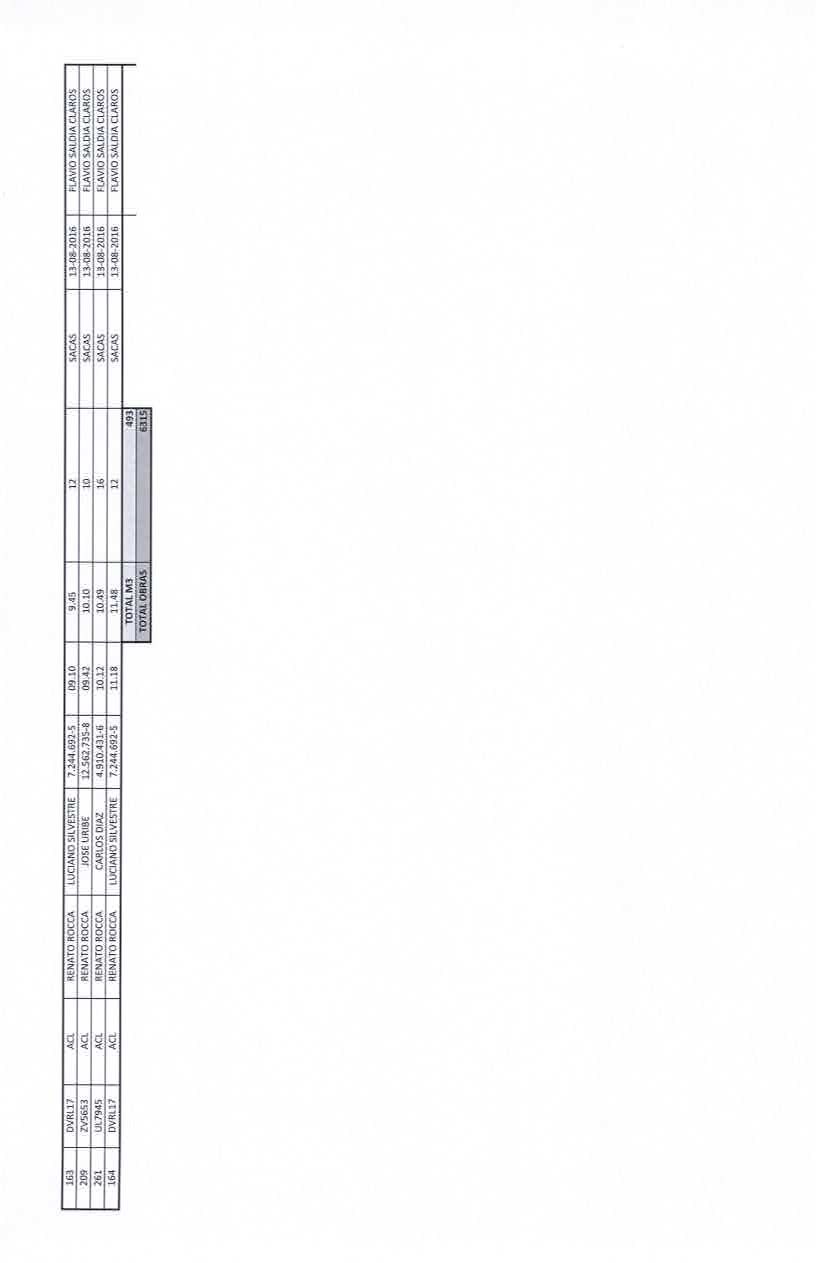 163 DVRL17 ACL RENATO ROCCA LUCIANO SILVESTRE 7.244.692-5 09.10 9.45 12 SACAS 13-08-2016 FLAVIO SALDIA CLAROS
209 ZV5653 ACL RENATO ROCCA JOSE URIBE 12.562.735-8 09.42 10.10 10 SACAS 13-08-2016 FLAVIO SALDIA CLAROS
261 UL7945 ACL RENATO ROCCA CARLOS DIAZ 4.910.431-6 10.12 10.49 16 SACAS 13-08-2016 FLAVIO SALDIA CLAROS
164 DVRL17 ACL RENATO ROCCA LUCIANO SILVESTRE 7.244.692-5 11.18 11.48 12 SACAS 13-08-2016 FLAVIO SALDIA CLAROS
TOTAL M3 493
TOTAL OBRAS 6315